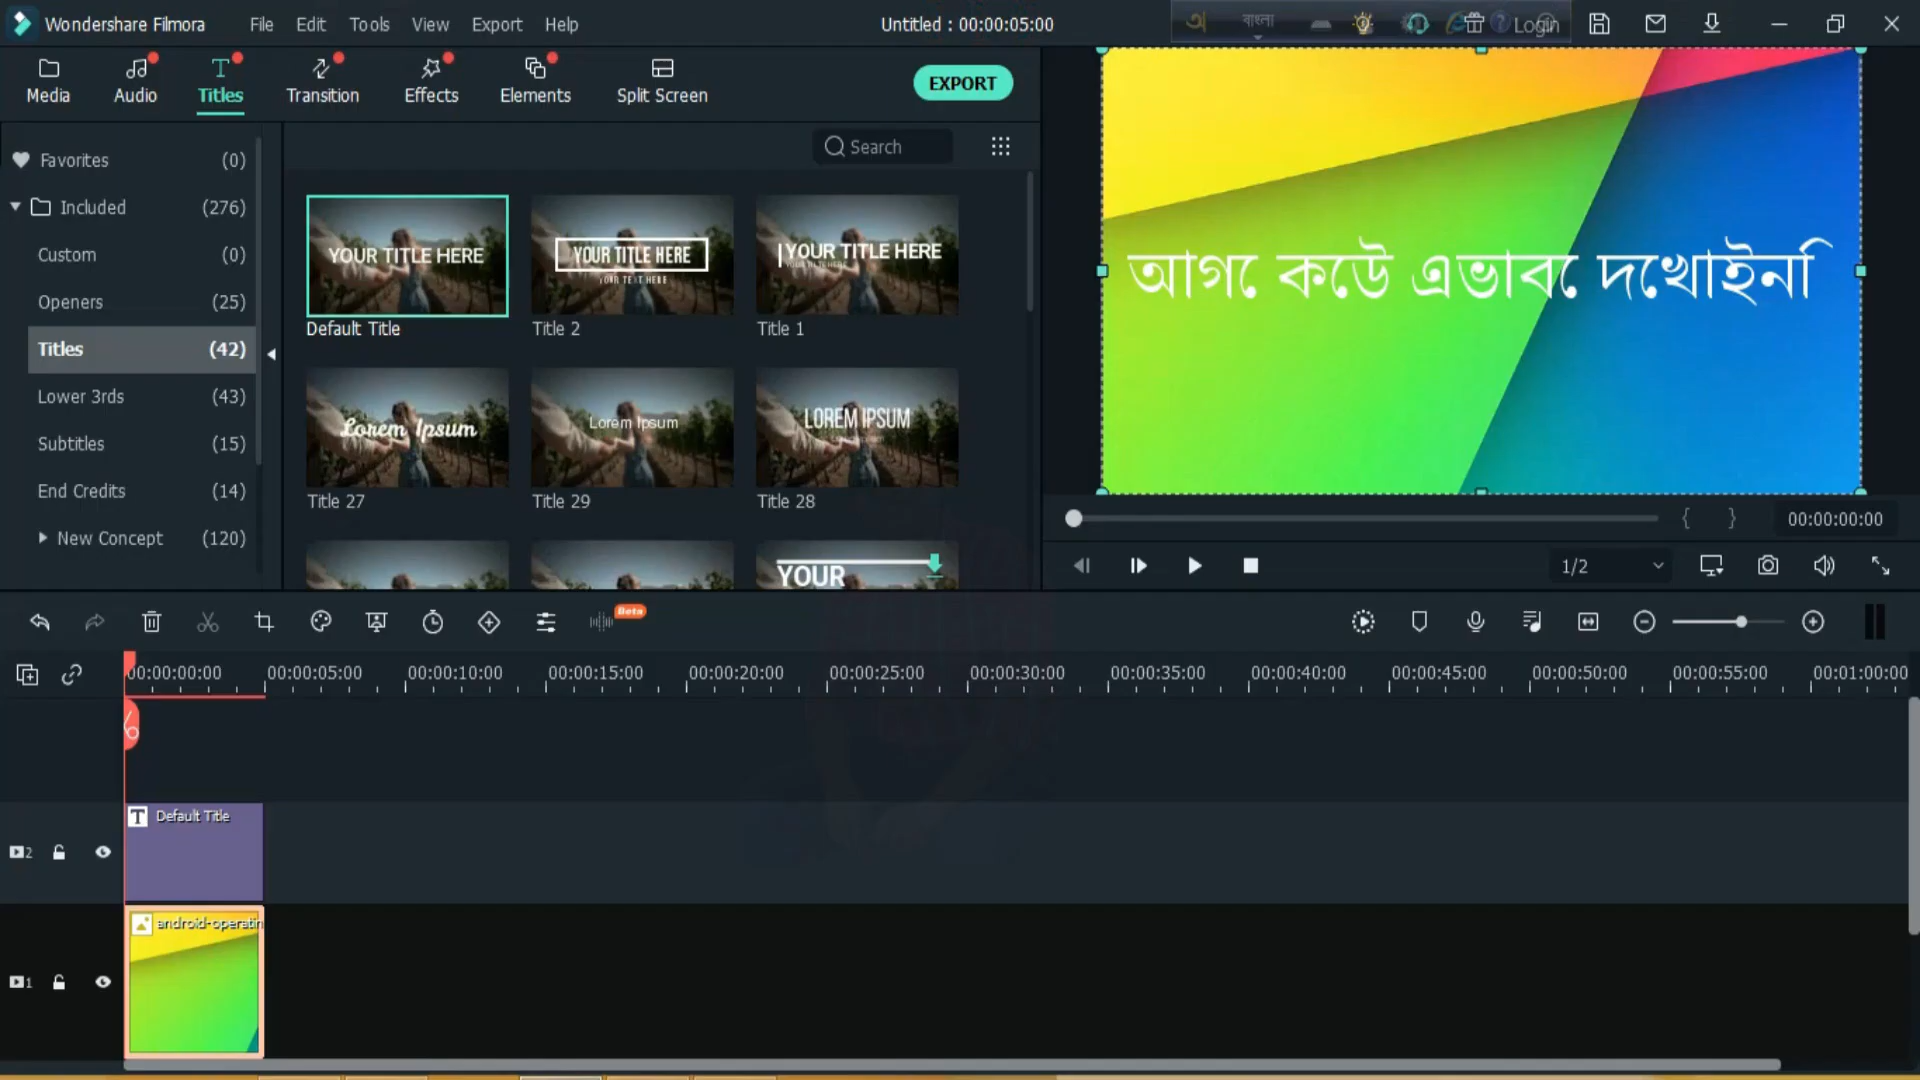 Wondershare Filmora File Edit Tools View Export Help Untitled : 00:00:05:00 বাংলা Login
Media Audio Titles Transition Effects Elements Split Screen EXPORT
Favorites (0)
Included (276)
Custom (0)
Openers (25)
Titles (42)
Lower 3rds (43)
Subtitles (15)
End Credits (14)
New Concept (120)
Search
YOUR TITLE HERE YOUR TITLE HERE YOUR TITLE HERE
YOUR TEXT HERE
Default Title Title 2 Title 1
Lorem Ipsum Lorem Ipsum LOREM IPSUM
Title 27 Title 29 Title 28
YOUR
আগে কেউ এভাবে দেখোইনি
{ } 00:00:00:00
1/2
Beta
00:00:00:00 00:00:05:00 00:00:10:00 00:00:15:00 00:00:20:00 00:00:25:00 00:00:30:00 00:00:35:00 00:00:40:00 00:00:45:00 00:00:50:00 00:00:55:00 00:01:00:00
T Default Title
2
android-operatin
1